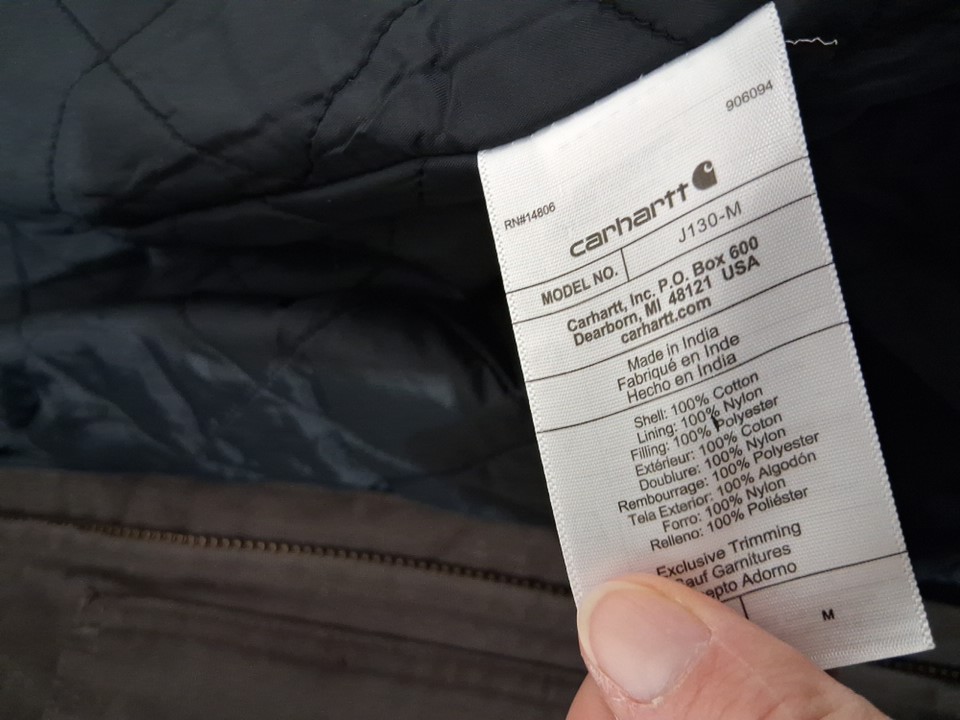 906094
RN#14806
carhartt
MODEL NO. J130-M
Carhartt, Inc. P.O. Box 600
Dearborn, MI 48121 USA
carhartt.com
Made in India
Fabriqué en Inde
Hecho en India
Shell: 100% Cotton
Lining: 100% Nylon
Filling: 100% Polyester
Extérieur: 100% Coton
Doublure: 100% Nylon
Rembourrage: 100% Polyester
Tela Exterior: 100% Algodón
Forro: 100% Nylon
Relleno: 100% Poliéster
Exclusive Trimming
Sauf Garnitures
Adorno
M